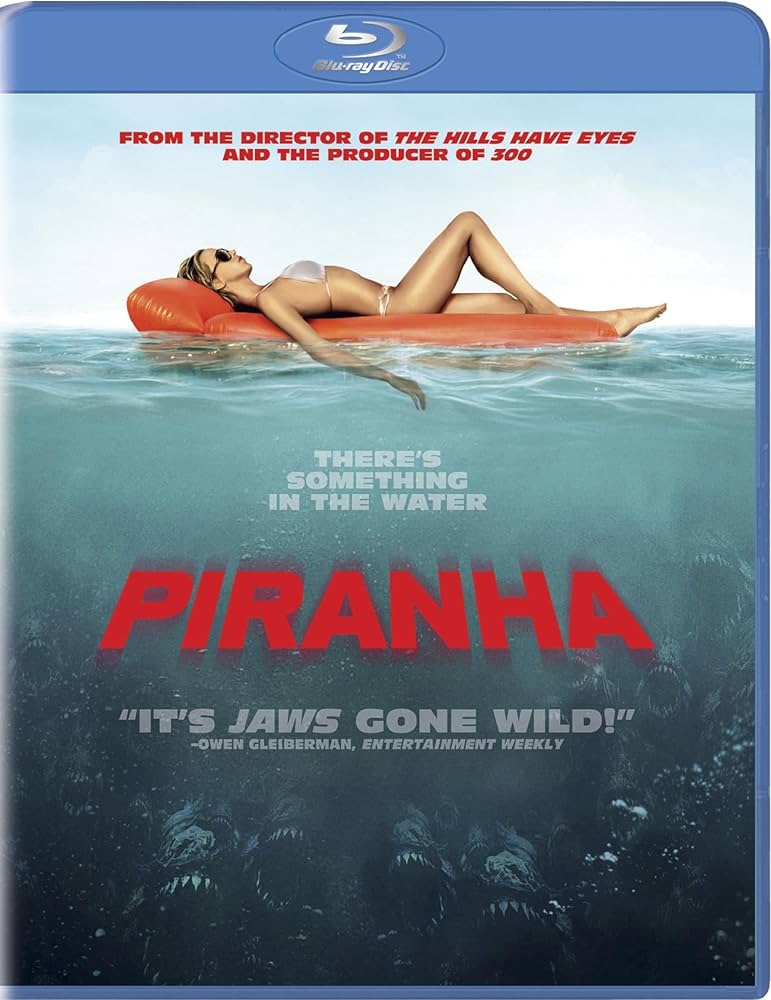 Blu-ray Disc
TM
FROM THE DIRECTOR OF THE HILLS HAVE EYES
AND THE PRODUCER OF 300
THERE'S
SOMETHING
IN THE WATER
PIRANHA
"IT'S JAWS GONE WILD!"
-OWEN GLEIBERMAN, ENTERTAINMENT WEEKLY